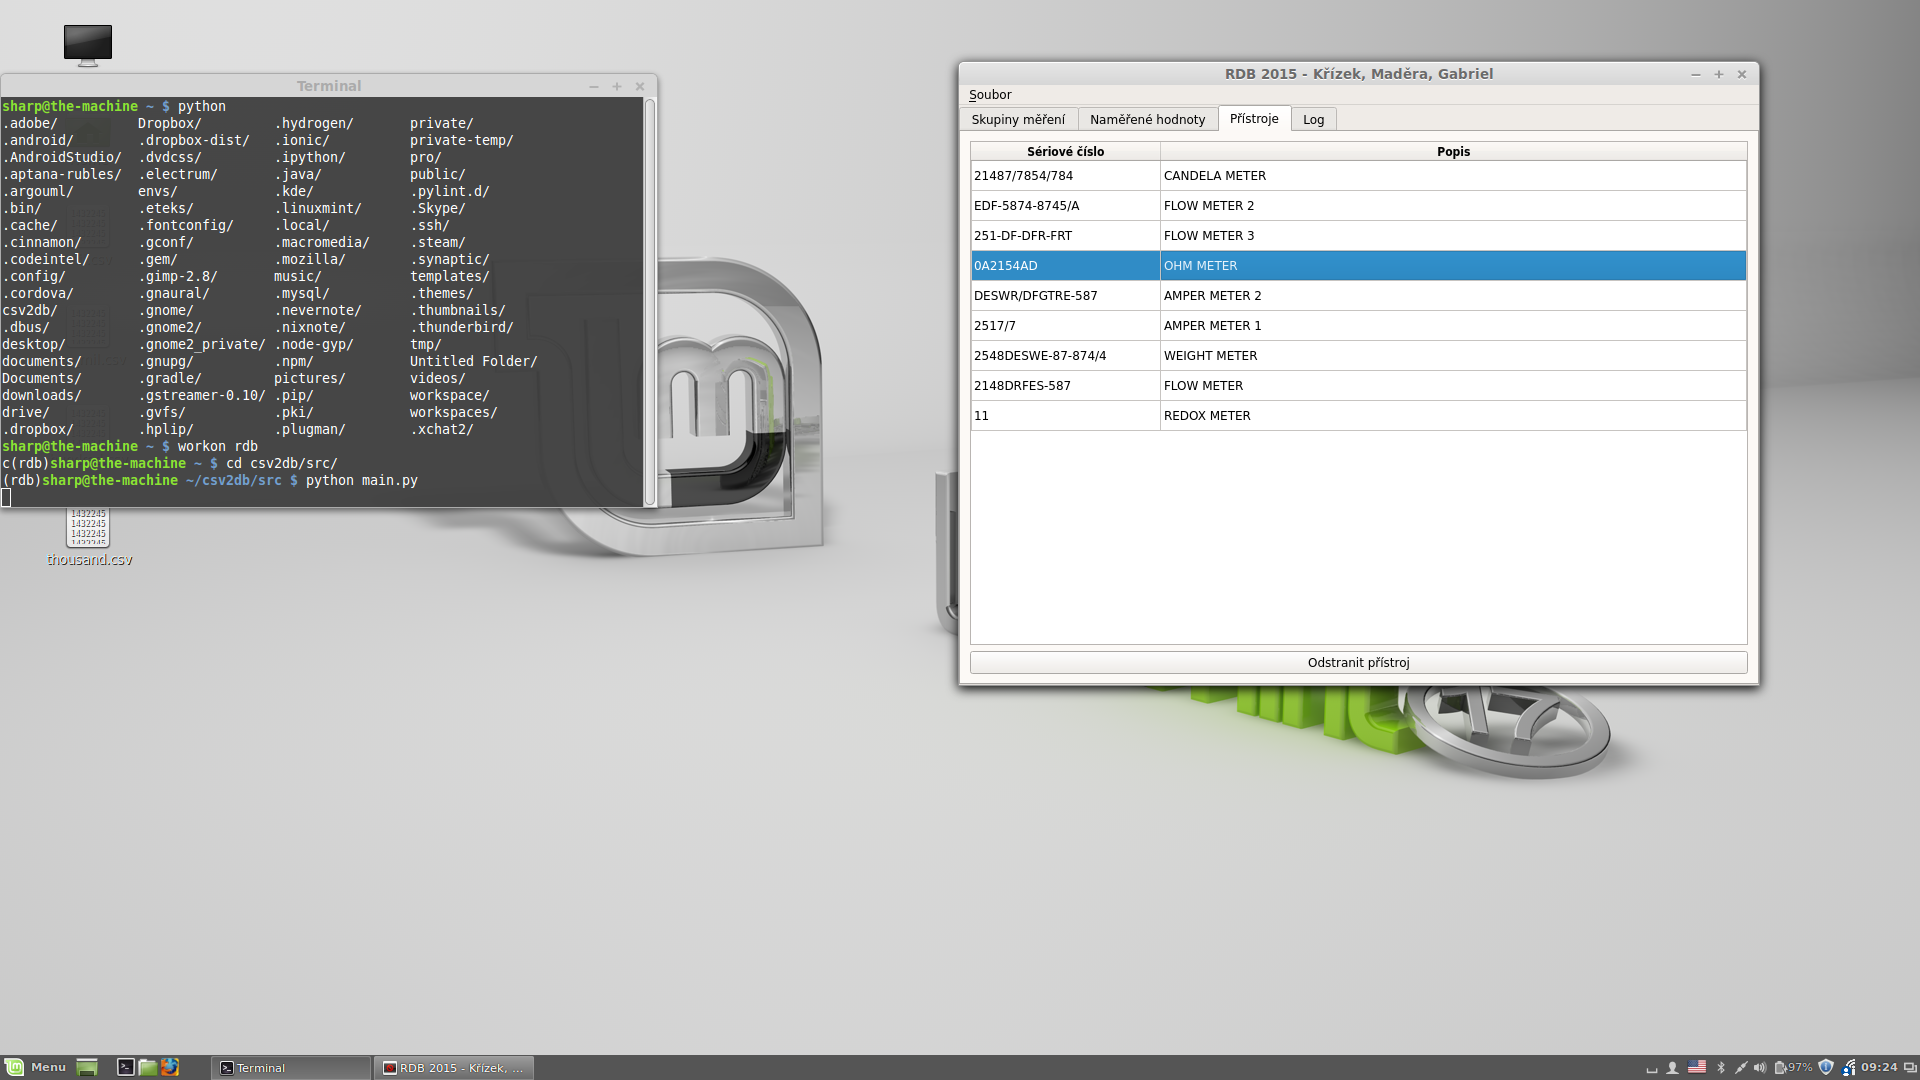 Terminal
sharp@the-machine ~ $ python
.adobe/ Dropbox/ .hydrogen/ private/
.android/ .dropbox-dist/ .ionic/ private-temp/
.AndroidStudio/ .dvdcss/ .ipython/ pro/
.aptana-rubles/ .electrum/ .java/ public/
.argouml/ envs/ .kde/ .pylint.d/
.bin/ .eteks/ .linuxmint/ .Skype/
.cache/ .fontconfig/ .local/ .ssh/
.cinnamon/ .gconf/ .macromedia/ .steam/
.codeintel/ .gem/ .mozilla/ .synaptic/
.config/ .gimp-2.8/ music/ templates/
.cordova/ .gnaural/ .mysql/ .themes/
csv2db/ .gnome/ .nevernote/ .thumbnails/
.dbus/ .gnome2/ .nixnote/ .thunderbird/
desktop/ .gnome2_private/ .node-gyp/ tmp/
documents/ .gnupg/ .npm/ Untitled Folder/
Documents/ .gradle/ pictures/ videos/
downloads/ .gstreamer-0.10/ .pip/ workspace/
drive/ .gvfs/ .pki/ workspaces/
.dropbox/ .hplip/ .plugman/ .xchat2/
sharp@the-machine ~ $ workon rdb
c(rdb)sharp@the-machine ~ $ cd csv2db/src/
(rdb)sharp@the-machine ~/csv2db/src $ python main.py
1432245
1432245
1432245
thousand.csv
RDB 2015 - Křízek, Maděra, Gabriel
Soubor
Skupiny měření Naměřené hodnoty Přístroje Log
Sériové číslo Popis
21487/7854/784 CANDELA METER
EDF-5874-8745/A FLOW METER 2
251-DF-DFR-FRT FLOW METER 3
0A2154AD OHM METER
DESWR/DFGTRE-587 AMPER METER 2
2517/7 AMPER METER 1
2548DESWE-87-874/4 WEIGHT METER
2148DRFES-587 FLOW METER
11 REDOX METER
Odstranit přístroj
Menu Terminal RDB 2015 - Křízek, ... 97% 09:24